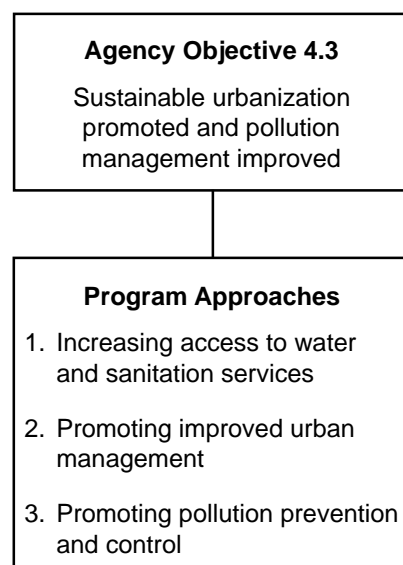 Agency Objective 4.3
Sustainable urbanization
promoted and pollution
management improved
Program Approaches
1. Increasing access to water
and sanitation services
2. Promoting improved urban
management
3. Promoting pollution prevention
and control